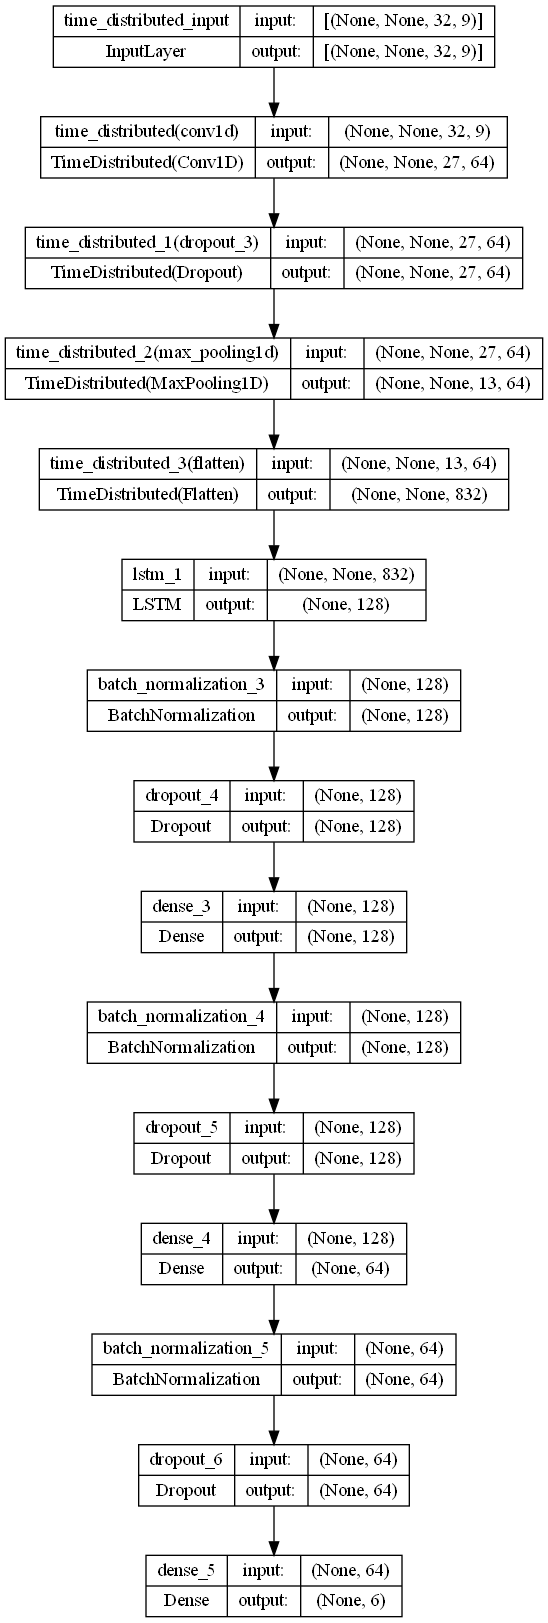 time_distributed_input input: [(None, None, 32, 9)]
InputLayer output: [(None, None, 32, 9)]
time_distributed(conv1d) input: (None, None, 32, 9)
TimeDistributed(Conv1D) output: (None, None, 27, 64)
time_distributed_1(dropout_3) input: (None, None, 27, 64)
TimeDistributed(Dropout) output: (None, None, 27, 64)
time_distributed_2(max_pooling1d) input: (None, None, 27, 64)
TimeDistributed(MaxPooling1D) output: (None, None, 13, 64)
time_distributed_3(flatten) input: (None, None, 13, 64)
TimeDistributed(Flatten) output: (None, None, 832)
lstm_1 input: (None, None, 832)
LSTM output: (None, 128)
batch_normalization_3 input: (None, 128)
BatchNormalization output: (None, 128)
dropout_4 input: (None, 128)
Dropout output: (None, 128)
dense_3 input: (None, 128)
Dense output: (None, 128)
batch_normalization_4 input: (None, 128)
BatchNormalization output: (None, 128)
dropout_5 input: (None, 128)
Dropout output: (None, 128)
dense_4 input: (None, 128)
Dense output: (None, 64)
batch_normalization_5 input: (None, 64)
BatchNormalization output: (None, 64)
dropout_6 input: (None, 64)
Dropout output: (None, 64)
dense_5 input: (None, 64)
Dense output: (None, 6)